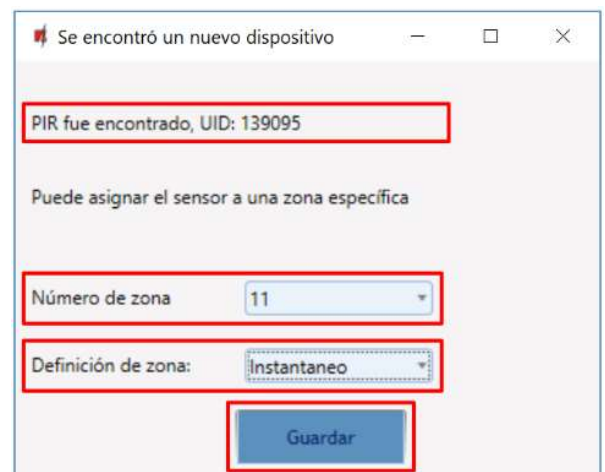 Se encontró un nuevo dispositivo
PIR fue encontrado, UID: 139095
Puede asignar el sensor a una zona específica
Número de zona 11
Definición de zona: Instantaneo
Guardar